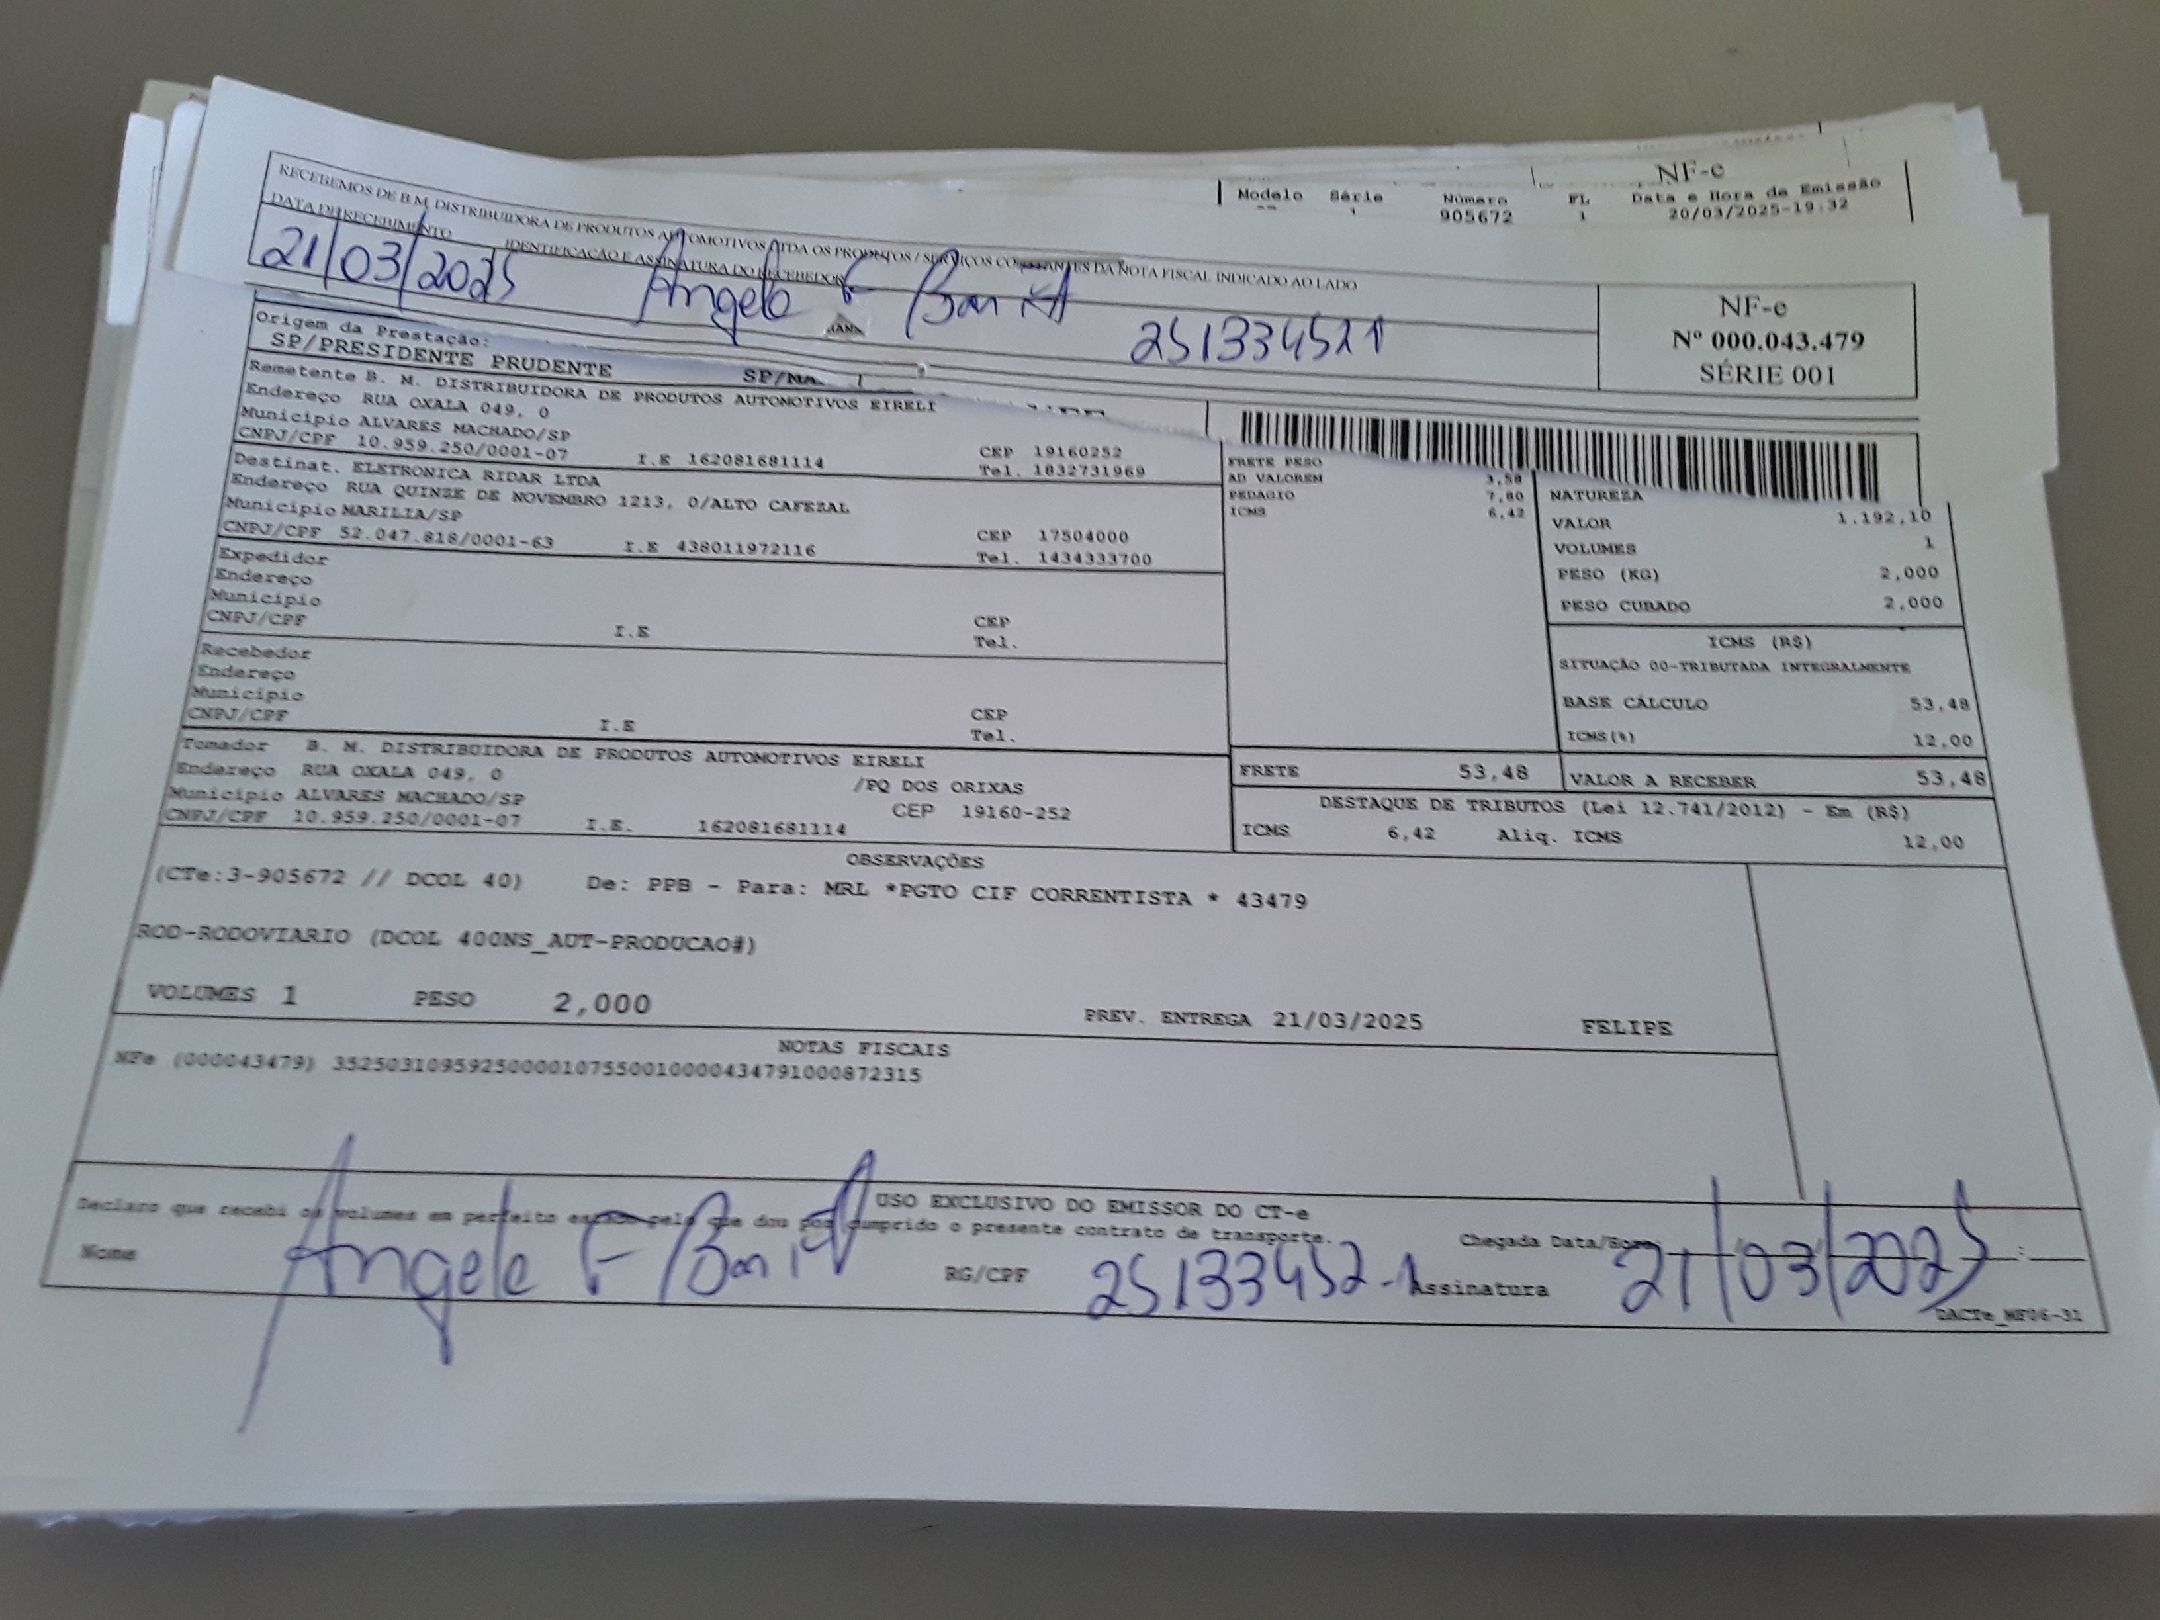 NF-e
Modelo Série Número FL Data e Hora de Emissão
905672 1 20/03/2025-19:32
RECEBEMOS DE B.M. DISTRIBUIDORA DE PRODUTOS AUTOMOTIVOS LTDA OS PRODUTOS / SERVIÇOS CONSTANTES DA NOTA FISCAL INDICADO AO LADO
DATA DE RECEBIMENTO IDENTIFICAÇÃO E ASSINATURA DO RECEBEDOR
21/03/2025 Angele F 251334521
NF-e
Nº 000.043.479
SÉRIE 001
Origem da Prestação:
SP/PRESIDENTE PRUDENTE SP/MA
Remetente B. M. DISTRIBUIDORA DE PRODUTOS AUTOMOTIVOS EIRELI
Endereço RUA OXALA 049, 0
Município ALVARES MACHADO/SP CEP 19160252
CNPJ/CPF 10.959.250/0001-07 I.E 162081681114 Tel. 1832731969
Destinat. ELETRONICA RIDAR LTDA
Endereço RUA QUINZE DE NOVEMBRO 1213, 0/ALTO CAFEZAL
Município MARILIA/SP CEP 17504000
CNPJ/CPF 52.047.818/0001-63 I.E 438011972116 Tel. 1434333700
Expedidor
Endereço
Município CEP
CNPJ/CPF I.E Tel.
Recebedor
Endereço
Município CEP
CNPJ/CPF I.E Tel.
Tomador B. M. DISTRIBUIDORA DE PRODUTOS AUTOMOTIVOS EIRELI
Endereço RUA OXALA 049, 0 /PQ DOS ORIXAS
Município ALVARES MACHADO/SP CEP 19160-252
CNPJ/CPF 10.959.250/0001-07 I.E. 162081681114
FRETE PESO
AD VALOREM 3,58
PEDAGIO 7,80
ICMS 6,42
NATUREZA
VALOR 1.192,10
VOLUMES 1
PESO (KG) 2,000
PESO CUBADO 2,000
ICMS (R$)
SITUAÇÃO 00-TRIBUTADA INTEGRALMENTE
BASE CÁLCULO 53,48
ICMS(%) 12,00
FRETE 53,48 VALOR A RECEBER 53,48
DESTAQUE DE TRIBUTOS (Lei 12.741/2012) - Em (R$)
ICMS 6,42 Aliq. ICMS 12,00
OBSERVAÇÕES
(CTe:3-905672 // DCOL 40) De: PPB - Para: MRL *PGTO CIF CORRENTISTA * 43479
ROD-RODOVIARIO (DCOL 400NS_AUT-PRODUCAO#)
VOLUMES 1 PESO 2,000 PREV. ENTREGA 21/03/2025 FELIPE
NOTAS FISCAIS
NFe (000043479) 35250310959250000107550010000434791000872315
USO EXCLUSIVO DO EMISSOR DO CT-e
Declaro que recebi os volumes em perfeito estado pelo que dou por cumprido o presente contrato de transporte. Chegada Data/Hora
Nome Angele F RG/CPF 25133452-1 Assinatura 21/03/2025
DACTe_MF06-31